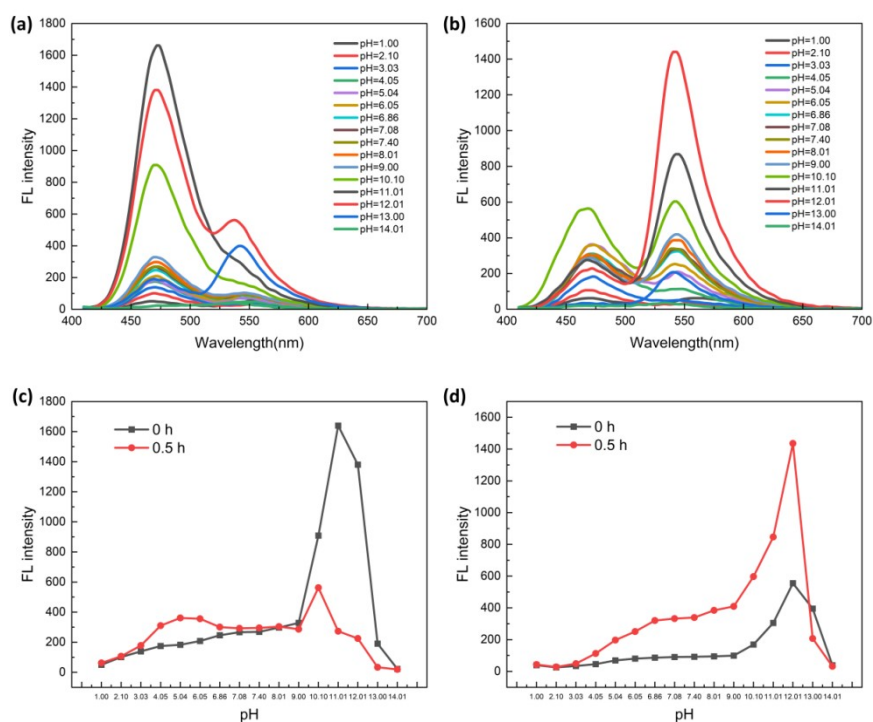 (a)
1800
1600
1400
1200
1000
800
600
400
200
0
FL intensity
400
450
500
550
600
650
700
Wavelength(nm)
pH=1.00
pH=2.10
pH=3.03
pH=4.05
pH=5.04
pH=6.05
pH=6.86
pH=7.08
pH=7.40
pH=8.01
pH=9.00
pH=10.10
pH=11.01
pH=12.01
pH=13.00
pH=14.01
(b)
1600
1400
1200
1000
800
600
400
200
0
FL intensity
400
450
500
550
600
650
700
Wavelength(nm)
pH=1.00
pH=2.10
pH=3.03
pH=4.05
pH=5.04
pH=6.05
pH=6.86
pH=7.08
pH=7.40
pH=8.01
pH=9.00
pH=10.10
pH=11.01
pH=12.01
pH=13.00
pH=14.01
(c)
1800
1600
1400
1200
1000
800
600
400
200
0
FL intensity
0 h
0.5 h
1.00 2.10 3.03 4.05 5.04 6.05 6.86 7.08 7.40 8.01 9.00 10.10 11.01 12.01 13.00 14.01
pH
(d)
1600
1400
1200
1000
800
600
400
200
0
FL intensity
0 h
0.5 h
1.00 2.10 3.03 4.05 5.04 6.05 6.86 7.08 7.40 8.01 9.00 10.10 11.01 12.01 13.00 14.01
pH